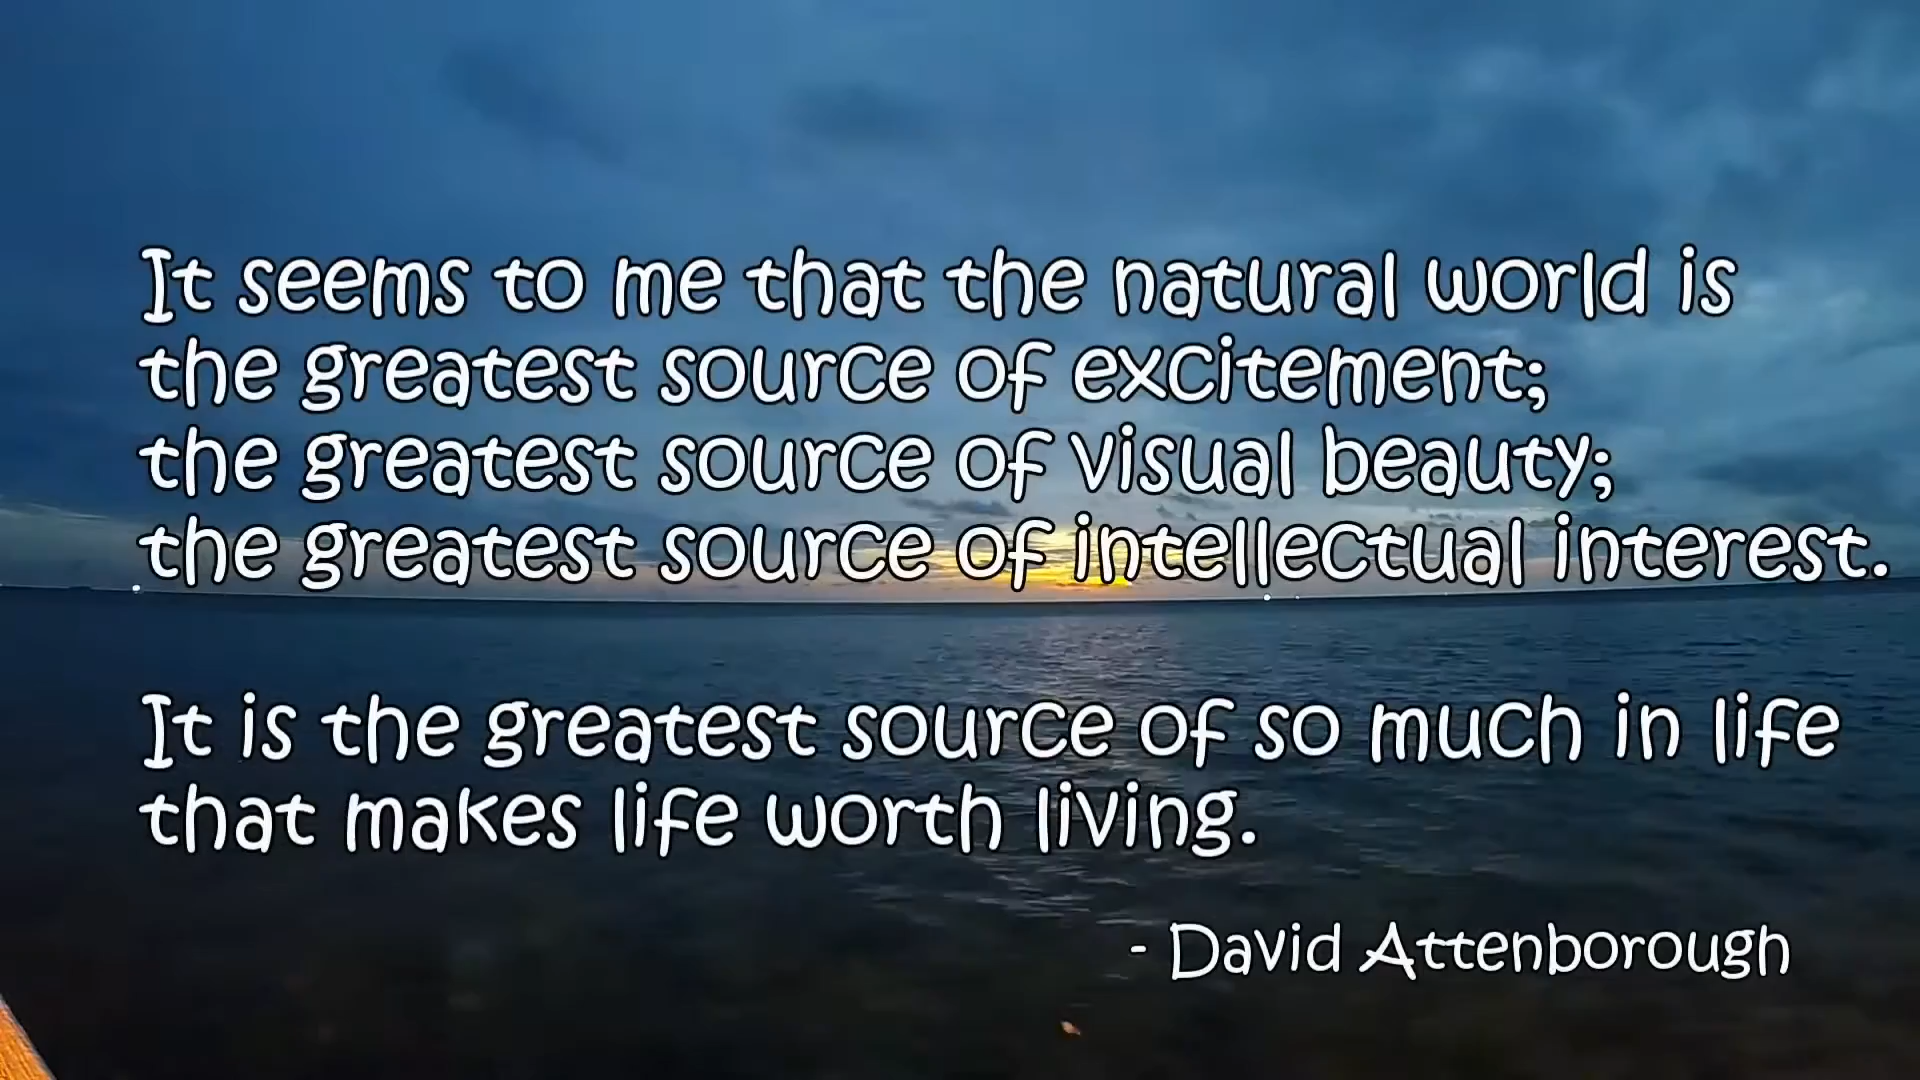 It seems to me that the natural world is
the greatest source of excitement;
the greatest source of visual beauty;
the greatest source of intellectual interest.
It is the greatest source of so much in life
that makes life worth living.
- David Attenborough